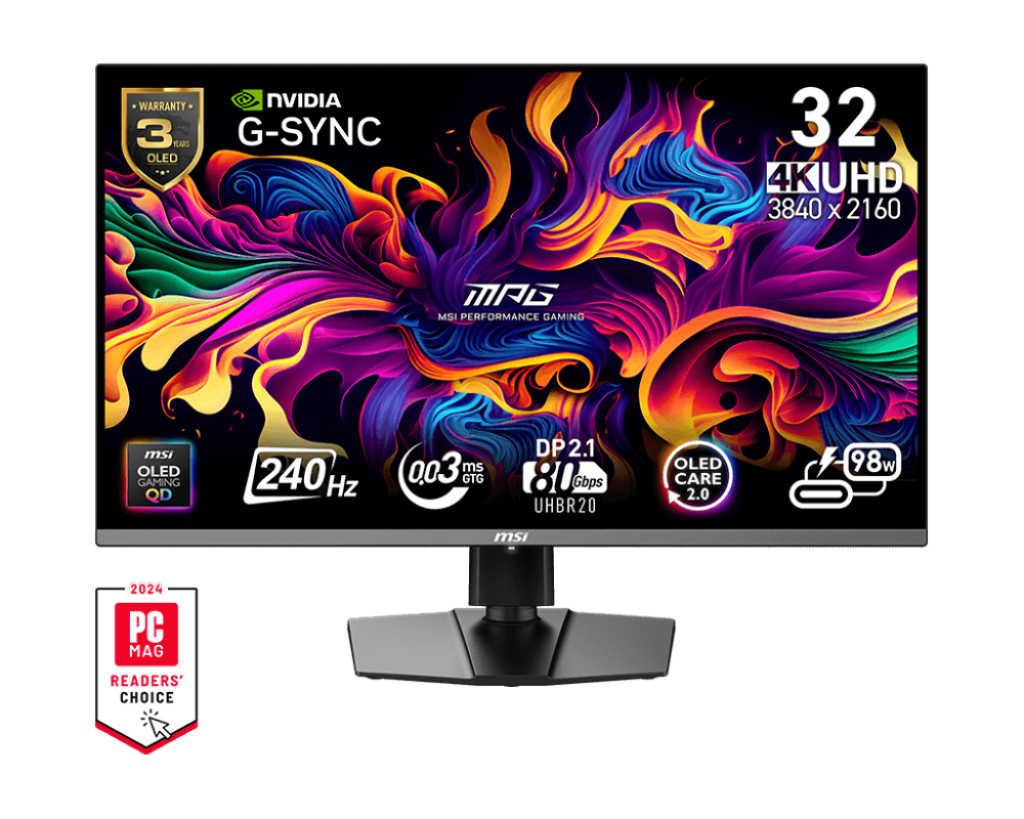 WARRANTY
3 YEARS
OLED
NVIDIA
G-SYNC
32
4K UHD
3840 x 2160
MPG
MSI PERFORMANCE GAMING
msi
OLED
GAMING
QD
240Hz
0.03 ms
GTG
DP 2.1
80Gbps
UHBR20
OLED
CARE
2.0
98W
msi
2024
PC
MAG
READERS'
CHOICE